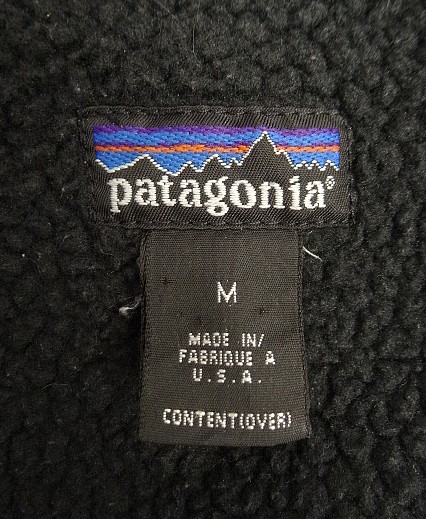 patagonia®
M
MADE IN/
FABRIQUE A
U.S.A.
CONTENT(OVER)